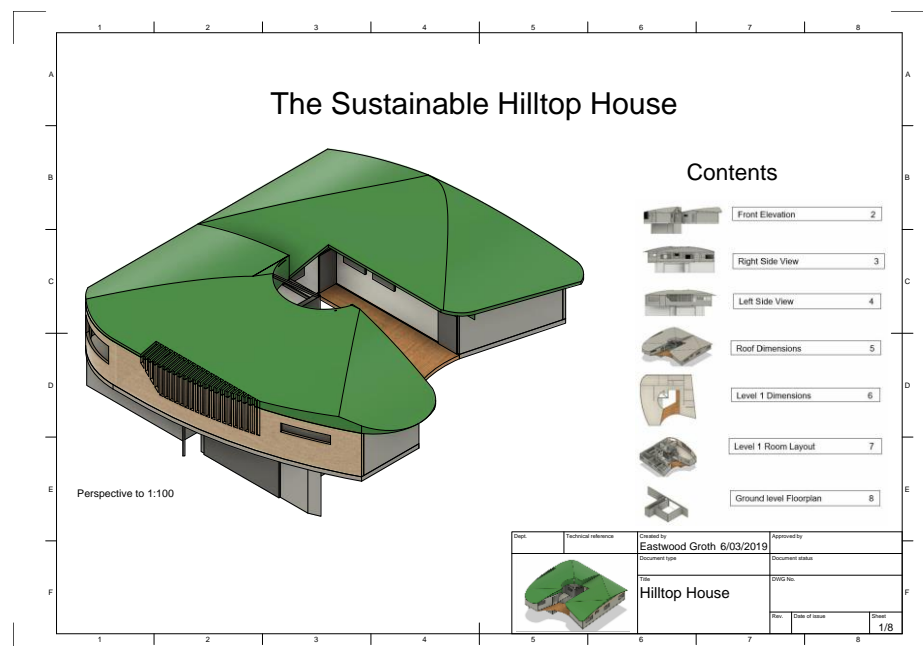 1 2 3 4 5 6 7 8
A A
The Sustainable Hilltop House
B B
Contents
Front Elevation 2
Right Side View 3
C C
Left Side View 4
Roof Dimensions 5
D D
Level 1 Dimensions 6
Level 1 Room Layout 7
E E
Perspective to 1:100
Ground level Floorplan 8
Dept. Technical reference Created by Approved by
Eastwood Groth 6/03/2019
Document type Document status
Title DWG No.
Hilltop House
F F
Rev. Date of issue Sheet
1/8
1 2 3 4 5 6 7 8